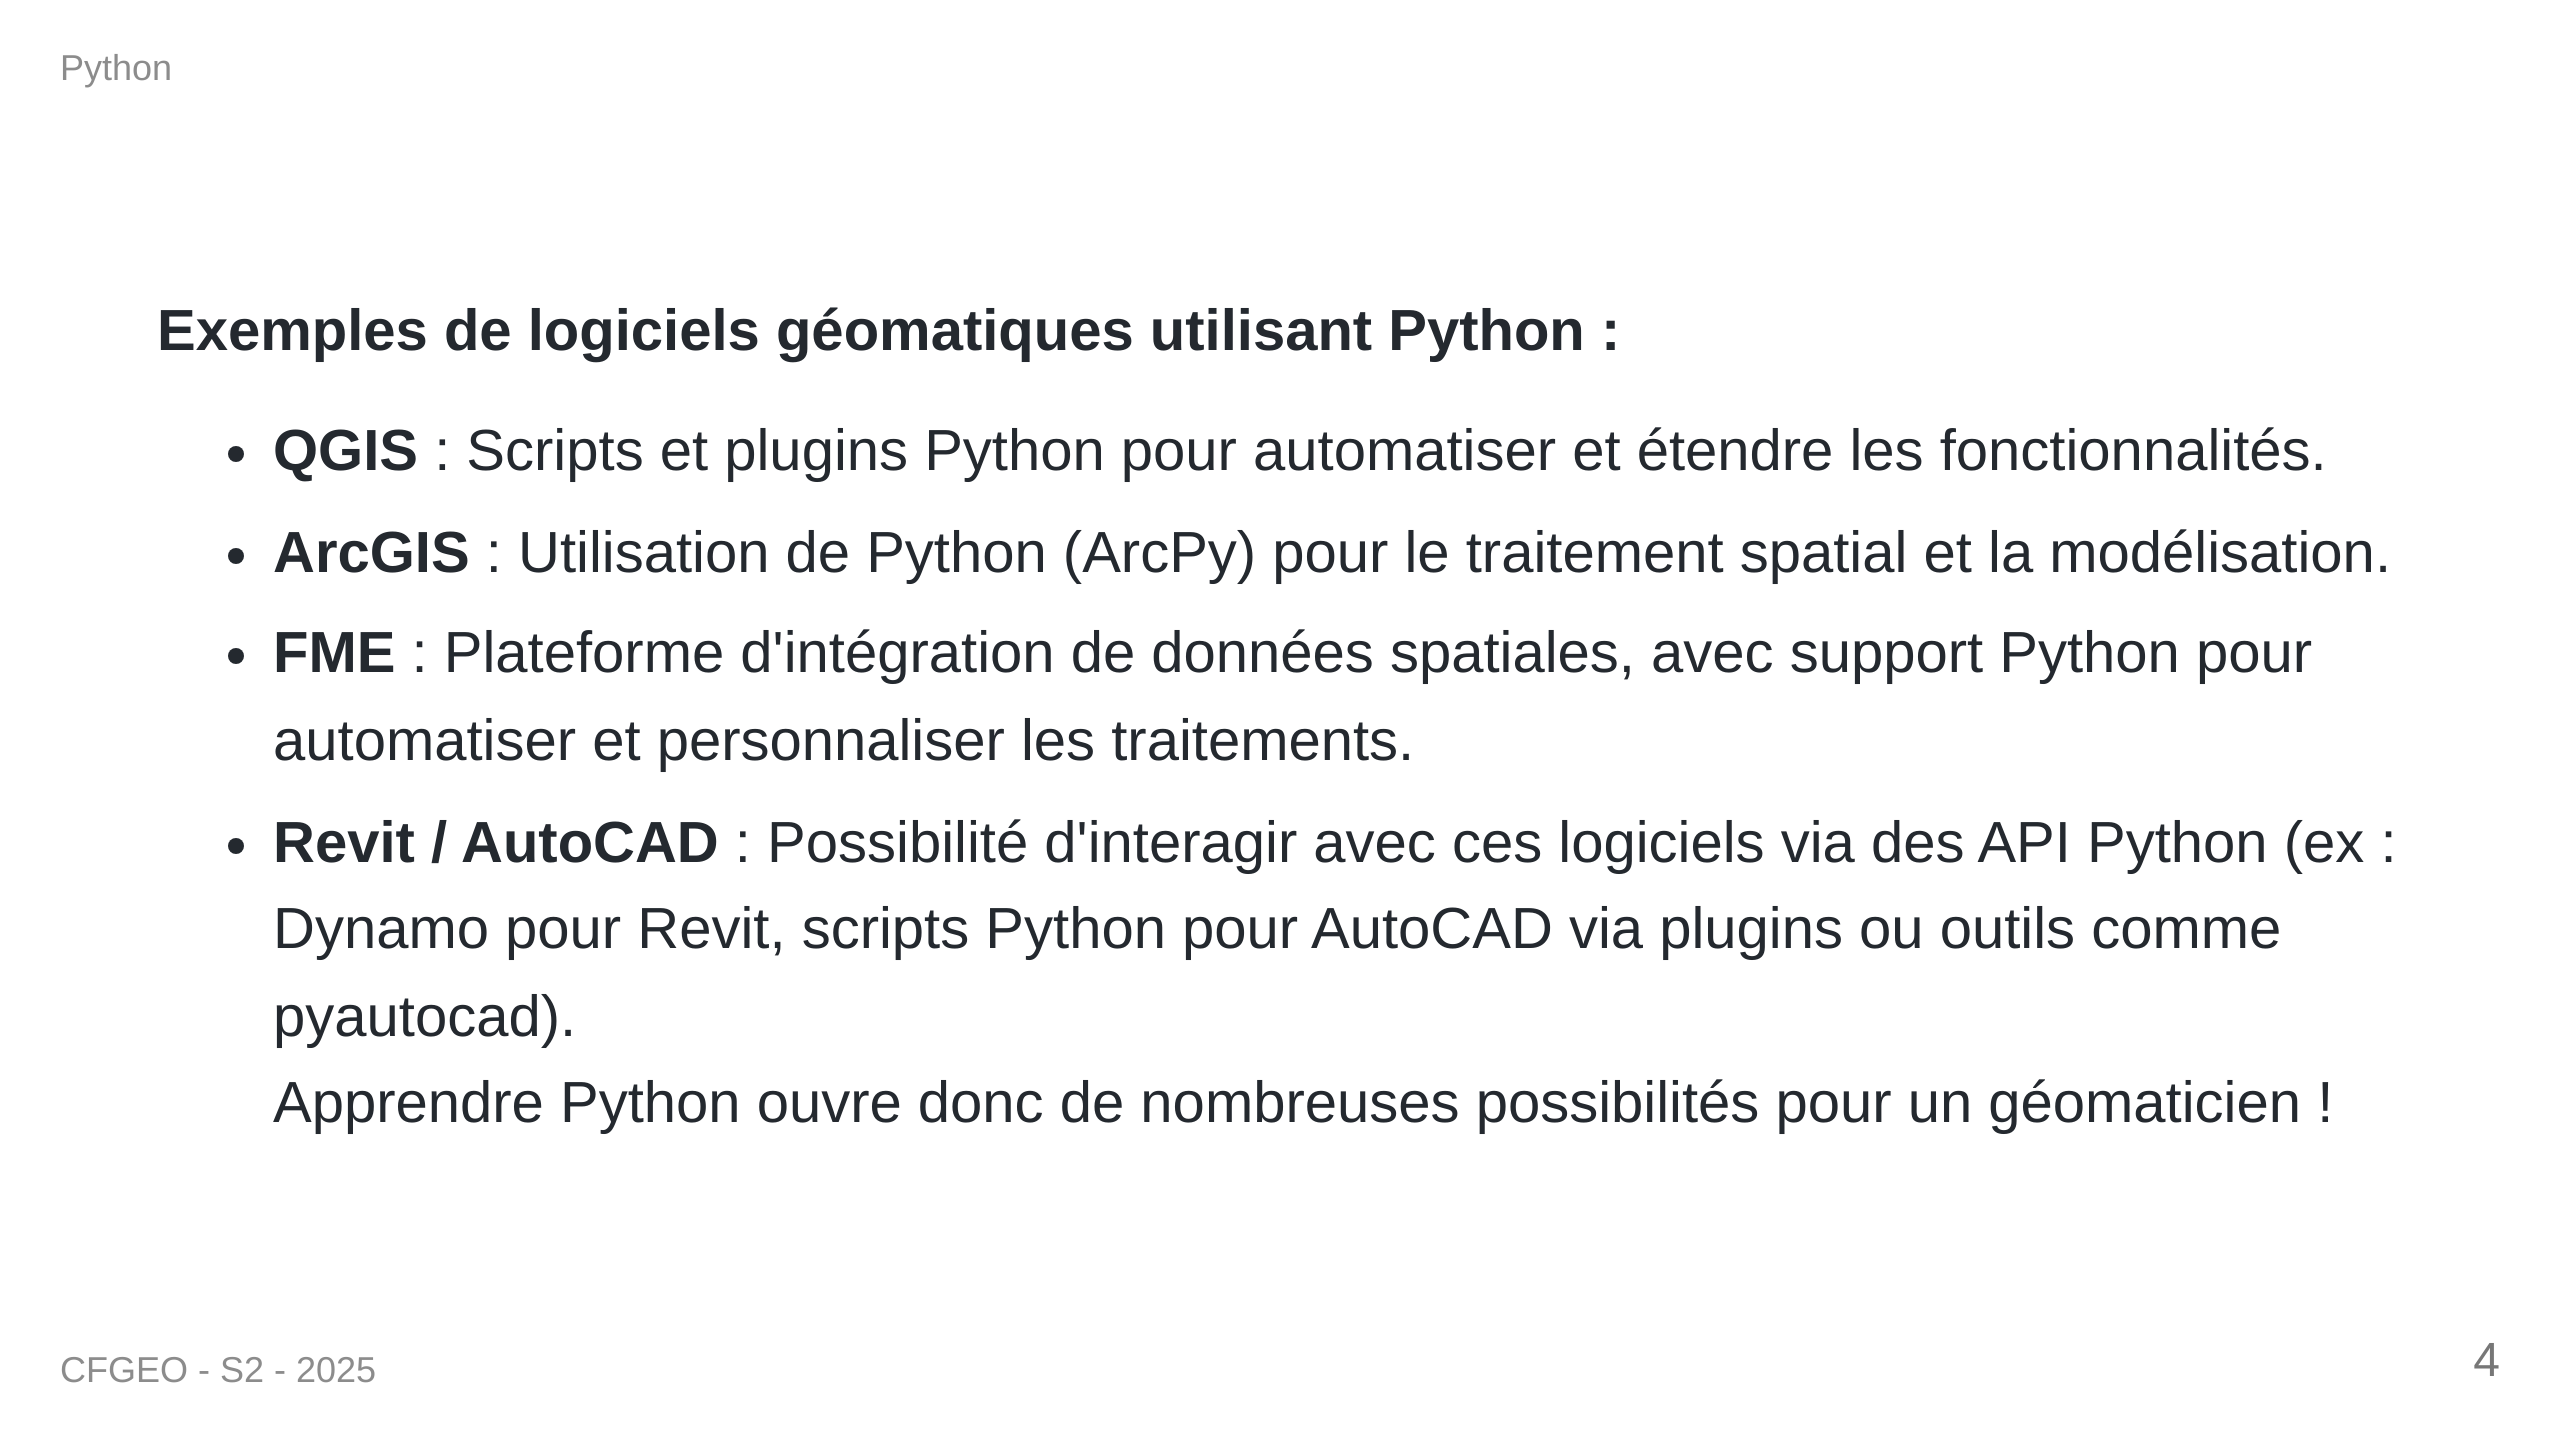 Python
Exemples de logiciels géomatiques utilisant Python :
• QGIS : Scripts et plugins Python pour automatiser et étendre les fonctionnalités.
• ArcGIS : Utilisation de Python (ArcPy) pour le traitement spatial et la modélisation.
• FME : Plateforme d'intégration de données spatiales, avec support Python pour
automatiser et personnaliser les traitements.
• Revit / AutoCAD : Possibilité d'interagir avec ces logiciels via des API Python (ex :
Dynamo pour Revit, scripts Python pour AutoCAD via plugins ou outils comme
pyautocad).
Apprendre Python ouvre donc de nombreuses possibilités pour un géomaticien !
CFGEO - S2 - 2025
4